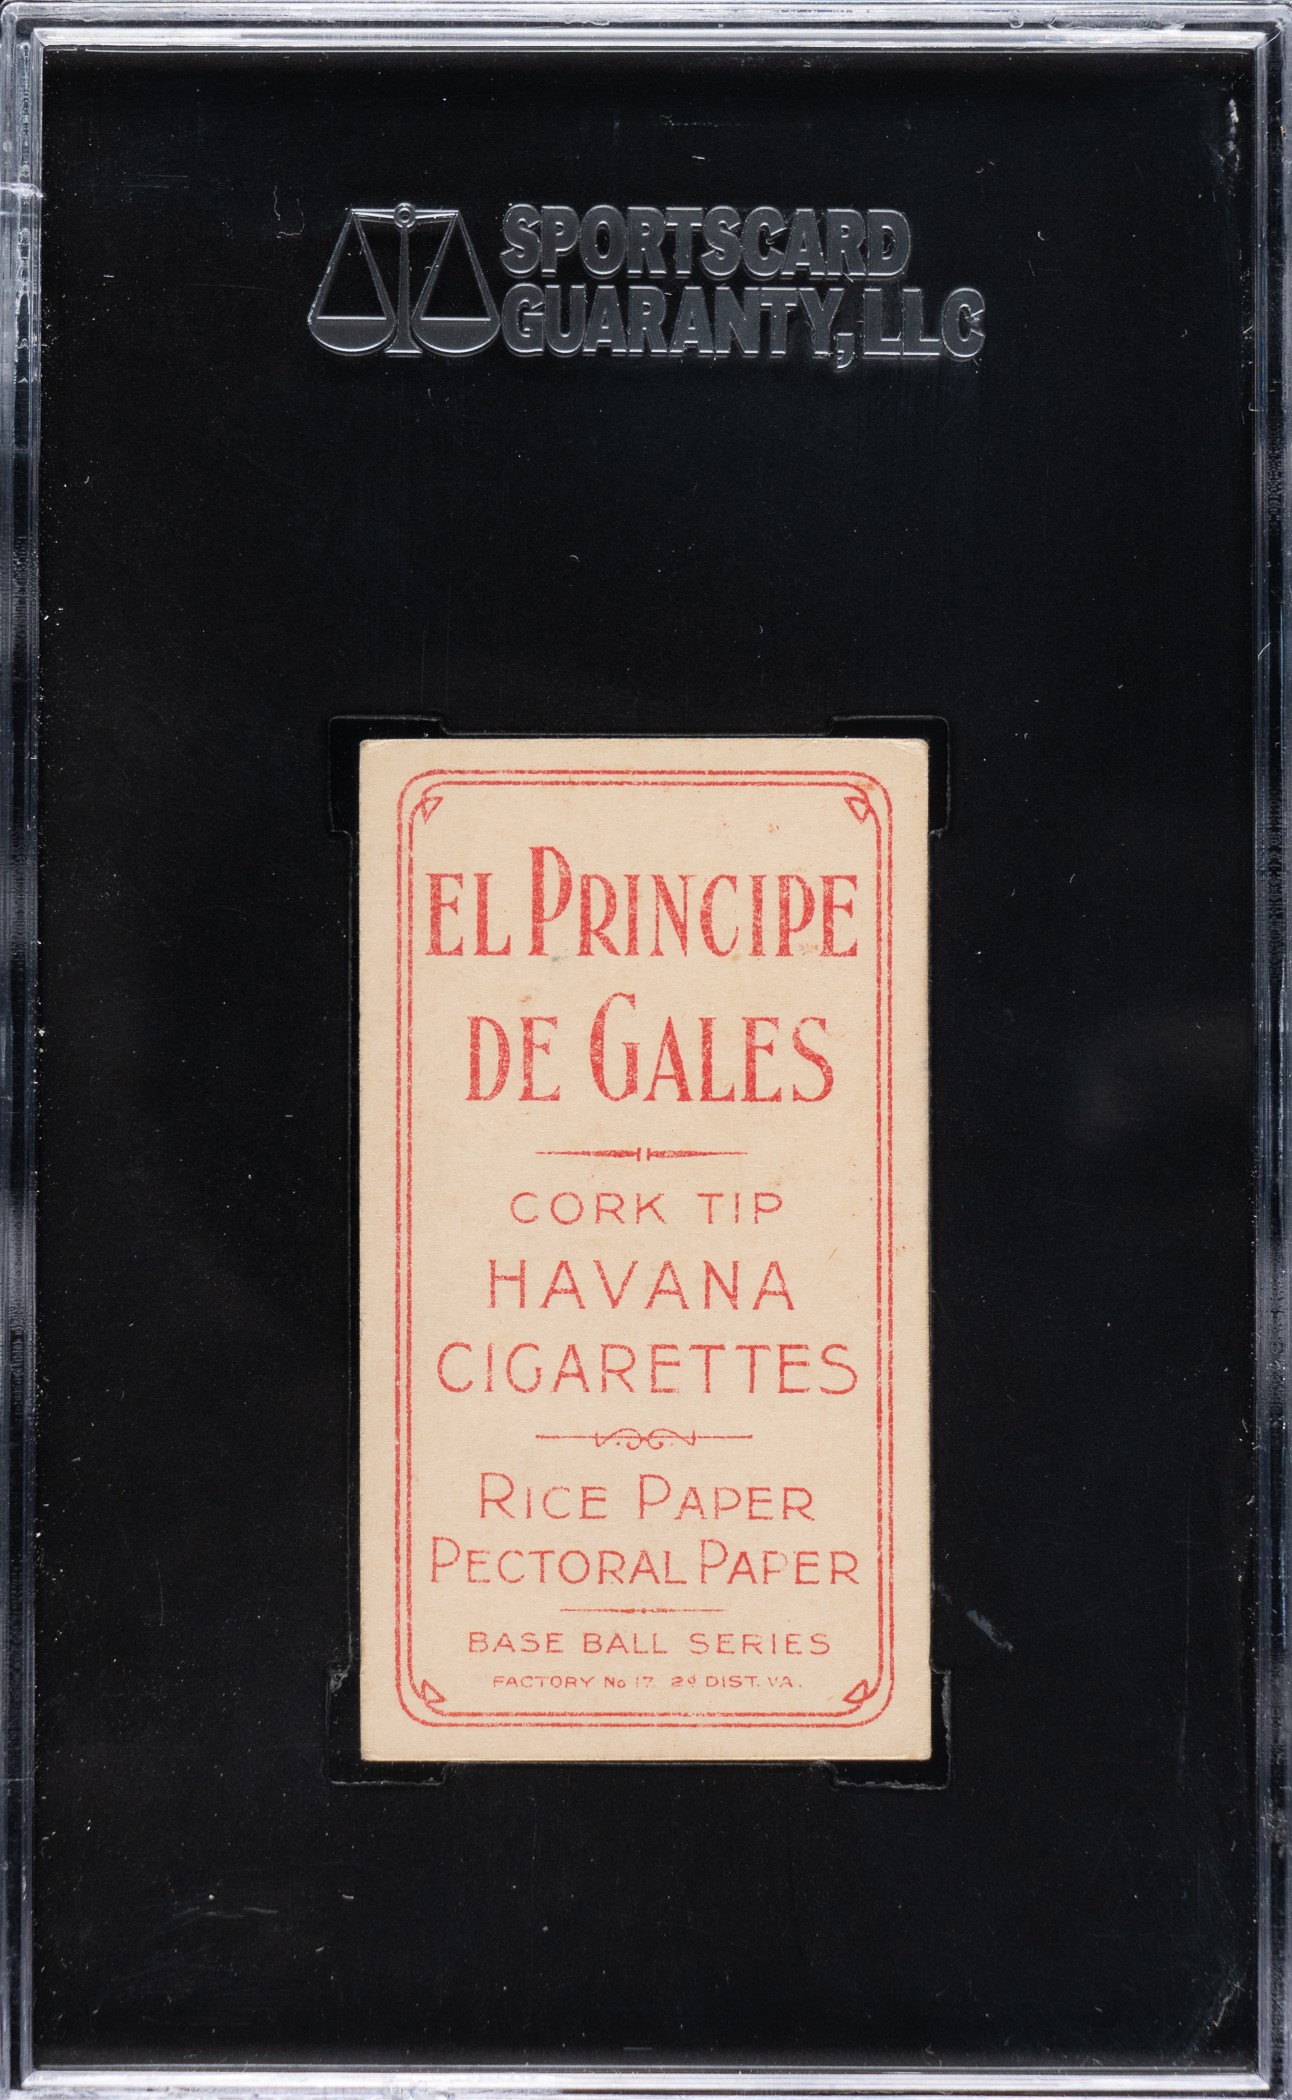 SPORTSCARD
GUARANTY, LLC
EL PRINCIPE
DE GALES
CORK TIP
HAVANA
CIGARETTES
RICE PAPER
PECTORAL PAPER
BASE BALL SERIES
FACTORY No 17 2d DIST. VA.